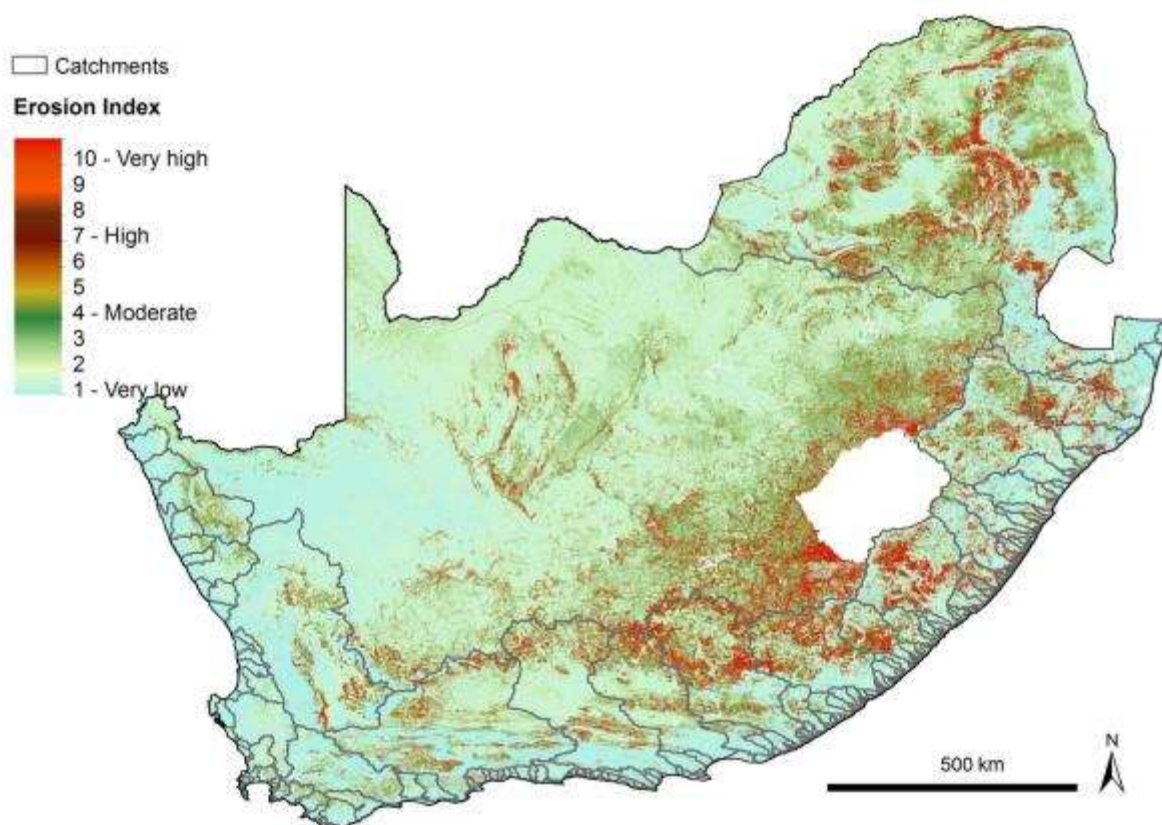 Catchments
Erosion Index
10 - Very high
9
8
7 - High
6
5
4 - Moderate
3
2
1 - Very low
500 km
N